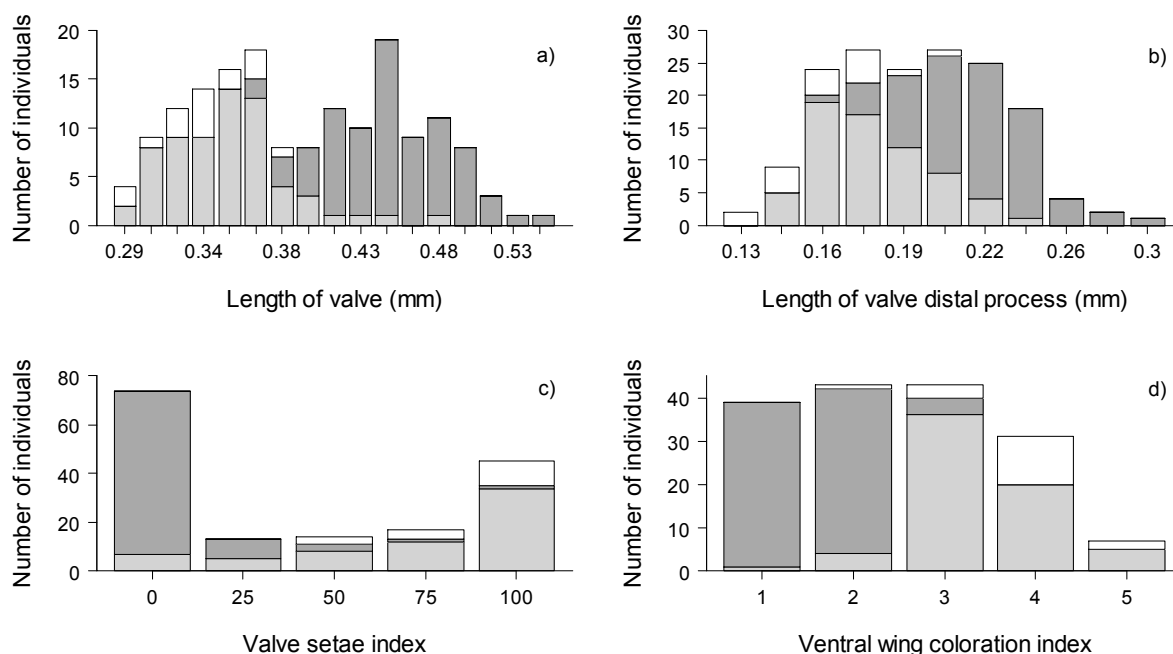 a)
Number of individuals
20
15
10
5
0
0.29 0.34 0.38 0.43 0.48 0.53
Length of valve (mm)
b)
Number of individuals
30
25
20
15
10
5
0
0.13 0.16 0.19 0.22 0.26 0.3
Length of valve distal process (mm)
c)
Number of individuals
80
60
40
20
0
0 25 50 75 100
Valve setae index
d)
Number of individuals
40
30
20
10
0
1 2 3 4 5
Ventral wing coloration index